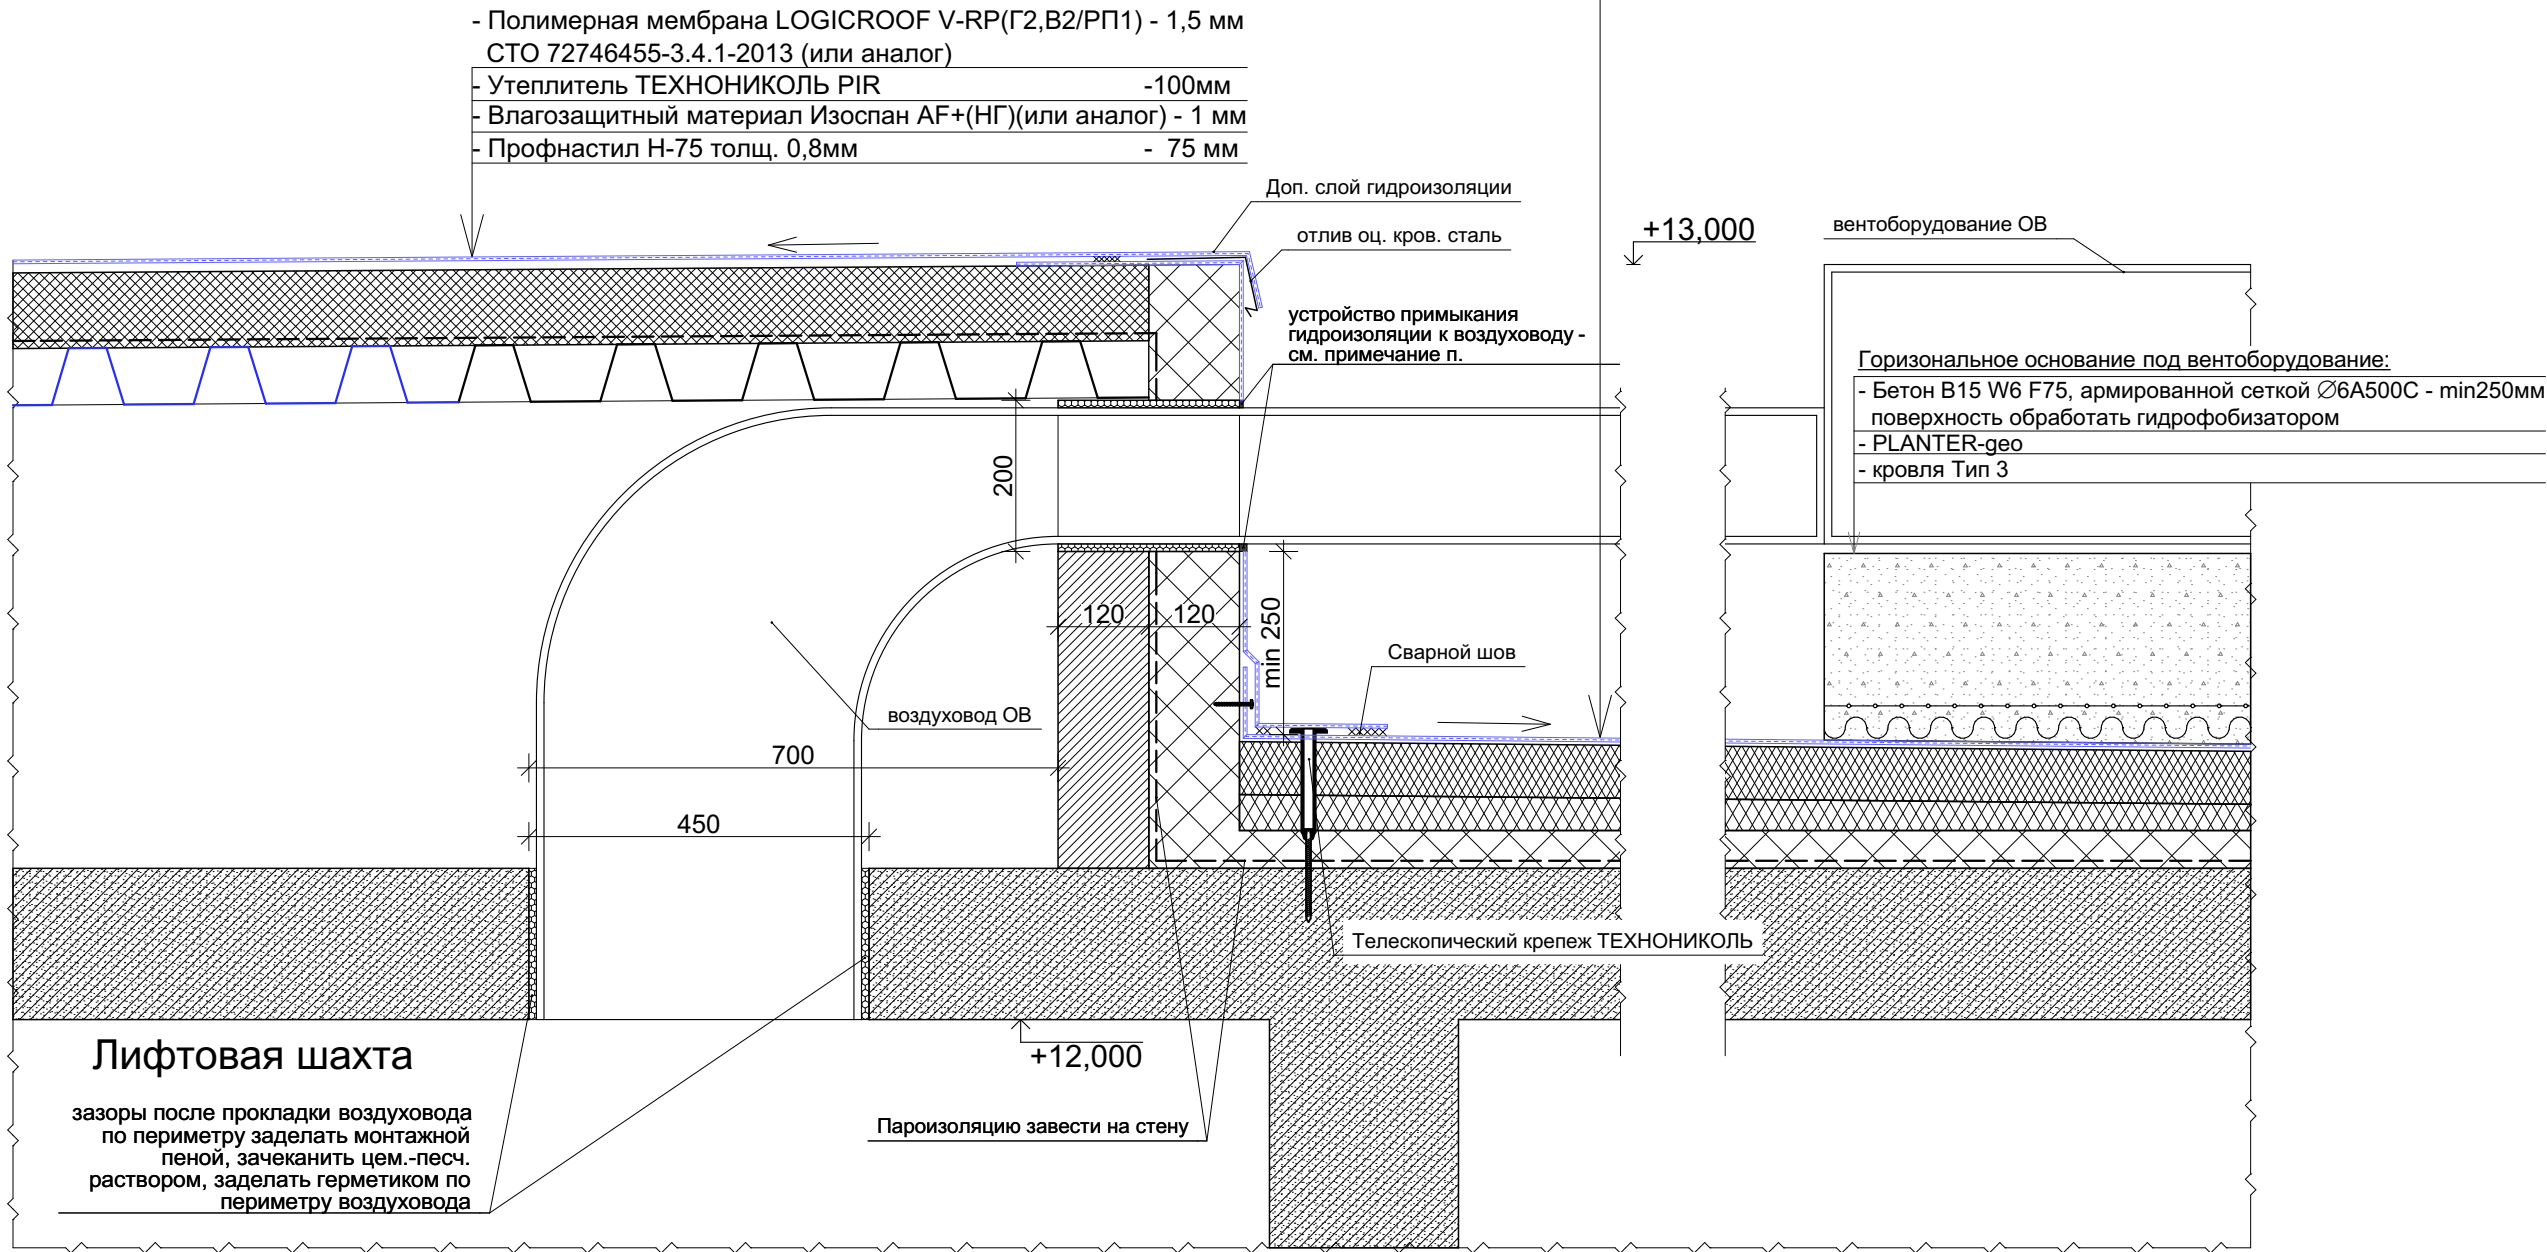 - Полимерная мембрана LOGICROOF V-RP(Г2,В2/РП1) - 1,5 мм
СТО 72746455-3.4.1-2013 (или аналог)
- Утеплитель ТЕХНОНИКОЛЬ PIR -100мм
- Влагозащитный материал Изоспан AF+(НГ)(или аналог) - 1 мм
- Профнастил Н-75 толщ. 0,8мм - 75 мм
Доп. слой гидроизоляции
отлив оц. кров. сталь
+13,000
вентоборудование ОВ
устройство примыкания
гидроизоляции к воздуховоду -
см. примечание п.
Горизональное основание под вентоборудование:
- Бетон В15 W6 F75, армированной сеткой ∅6А500С - min250мм
поверхность обработать гидрофобизатором
- PLANTER-geo
- кровля Тип 3
200
120
120
min 250
Сварной шов
воздуховод ОВ
700
450
Телескопический крепеж ТЕХНОНИКОЛЬ
Лифтовая шахта
+12,000
зазоры после прокладки воздуховода
по периметру заделать монтажной
пеной, зачеканить цем.-песч.
раствором, заделать герметиком по
периметру воздуховода
Пароизоляцию завести на стену